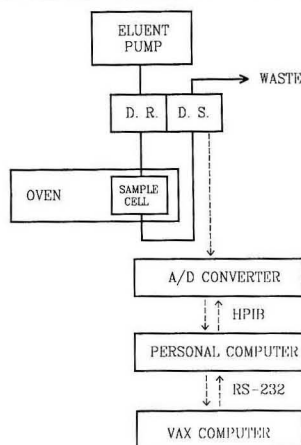 ELUENT
PUMP
WASTE
D. R. D. S.
OVEN
SAMPLE
CELL
A/D CONVERTER
HPIB
PERSONAL COMPUTER
RS-232
VAX COMPUTER